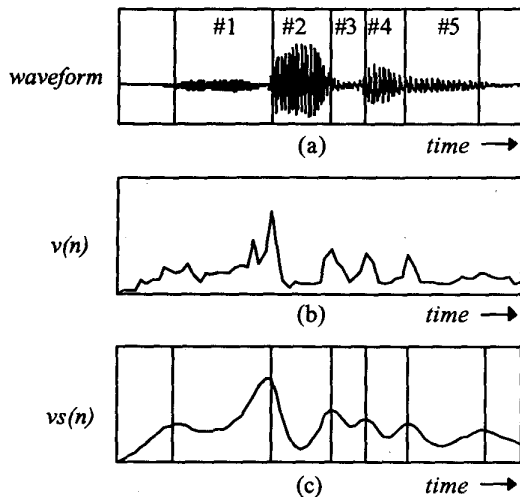 #1 #2 #3 #4 #5
waveform
(a) time
v(n)
(b) time
vs(n)
(c) time